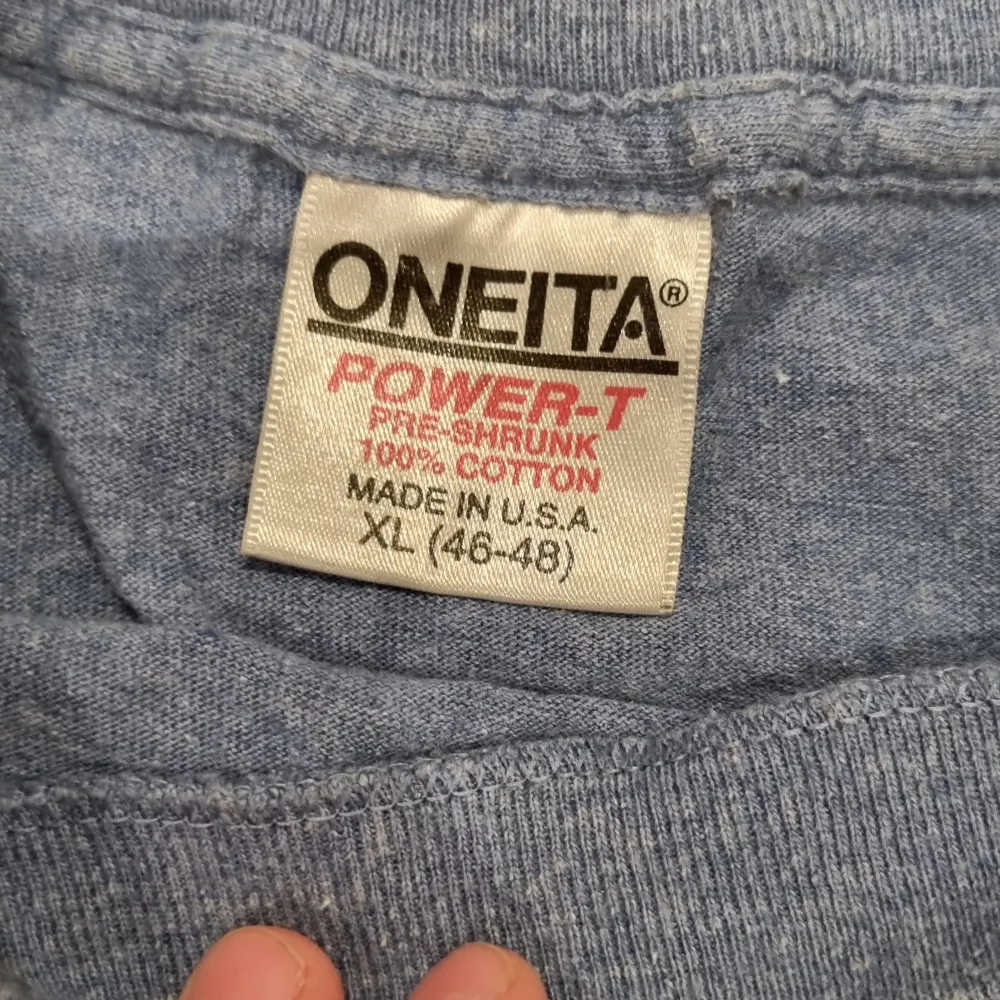 ONEITA®
POWER-T
PRE-SHRUNK
100% COTTON
MADE IN U.S.A.
XL (46-48)